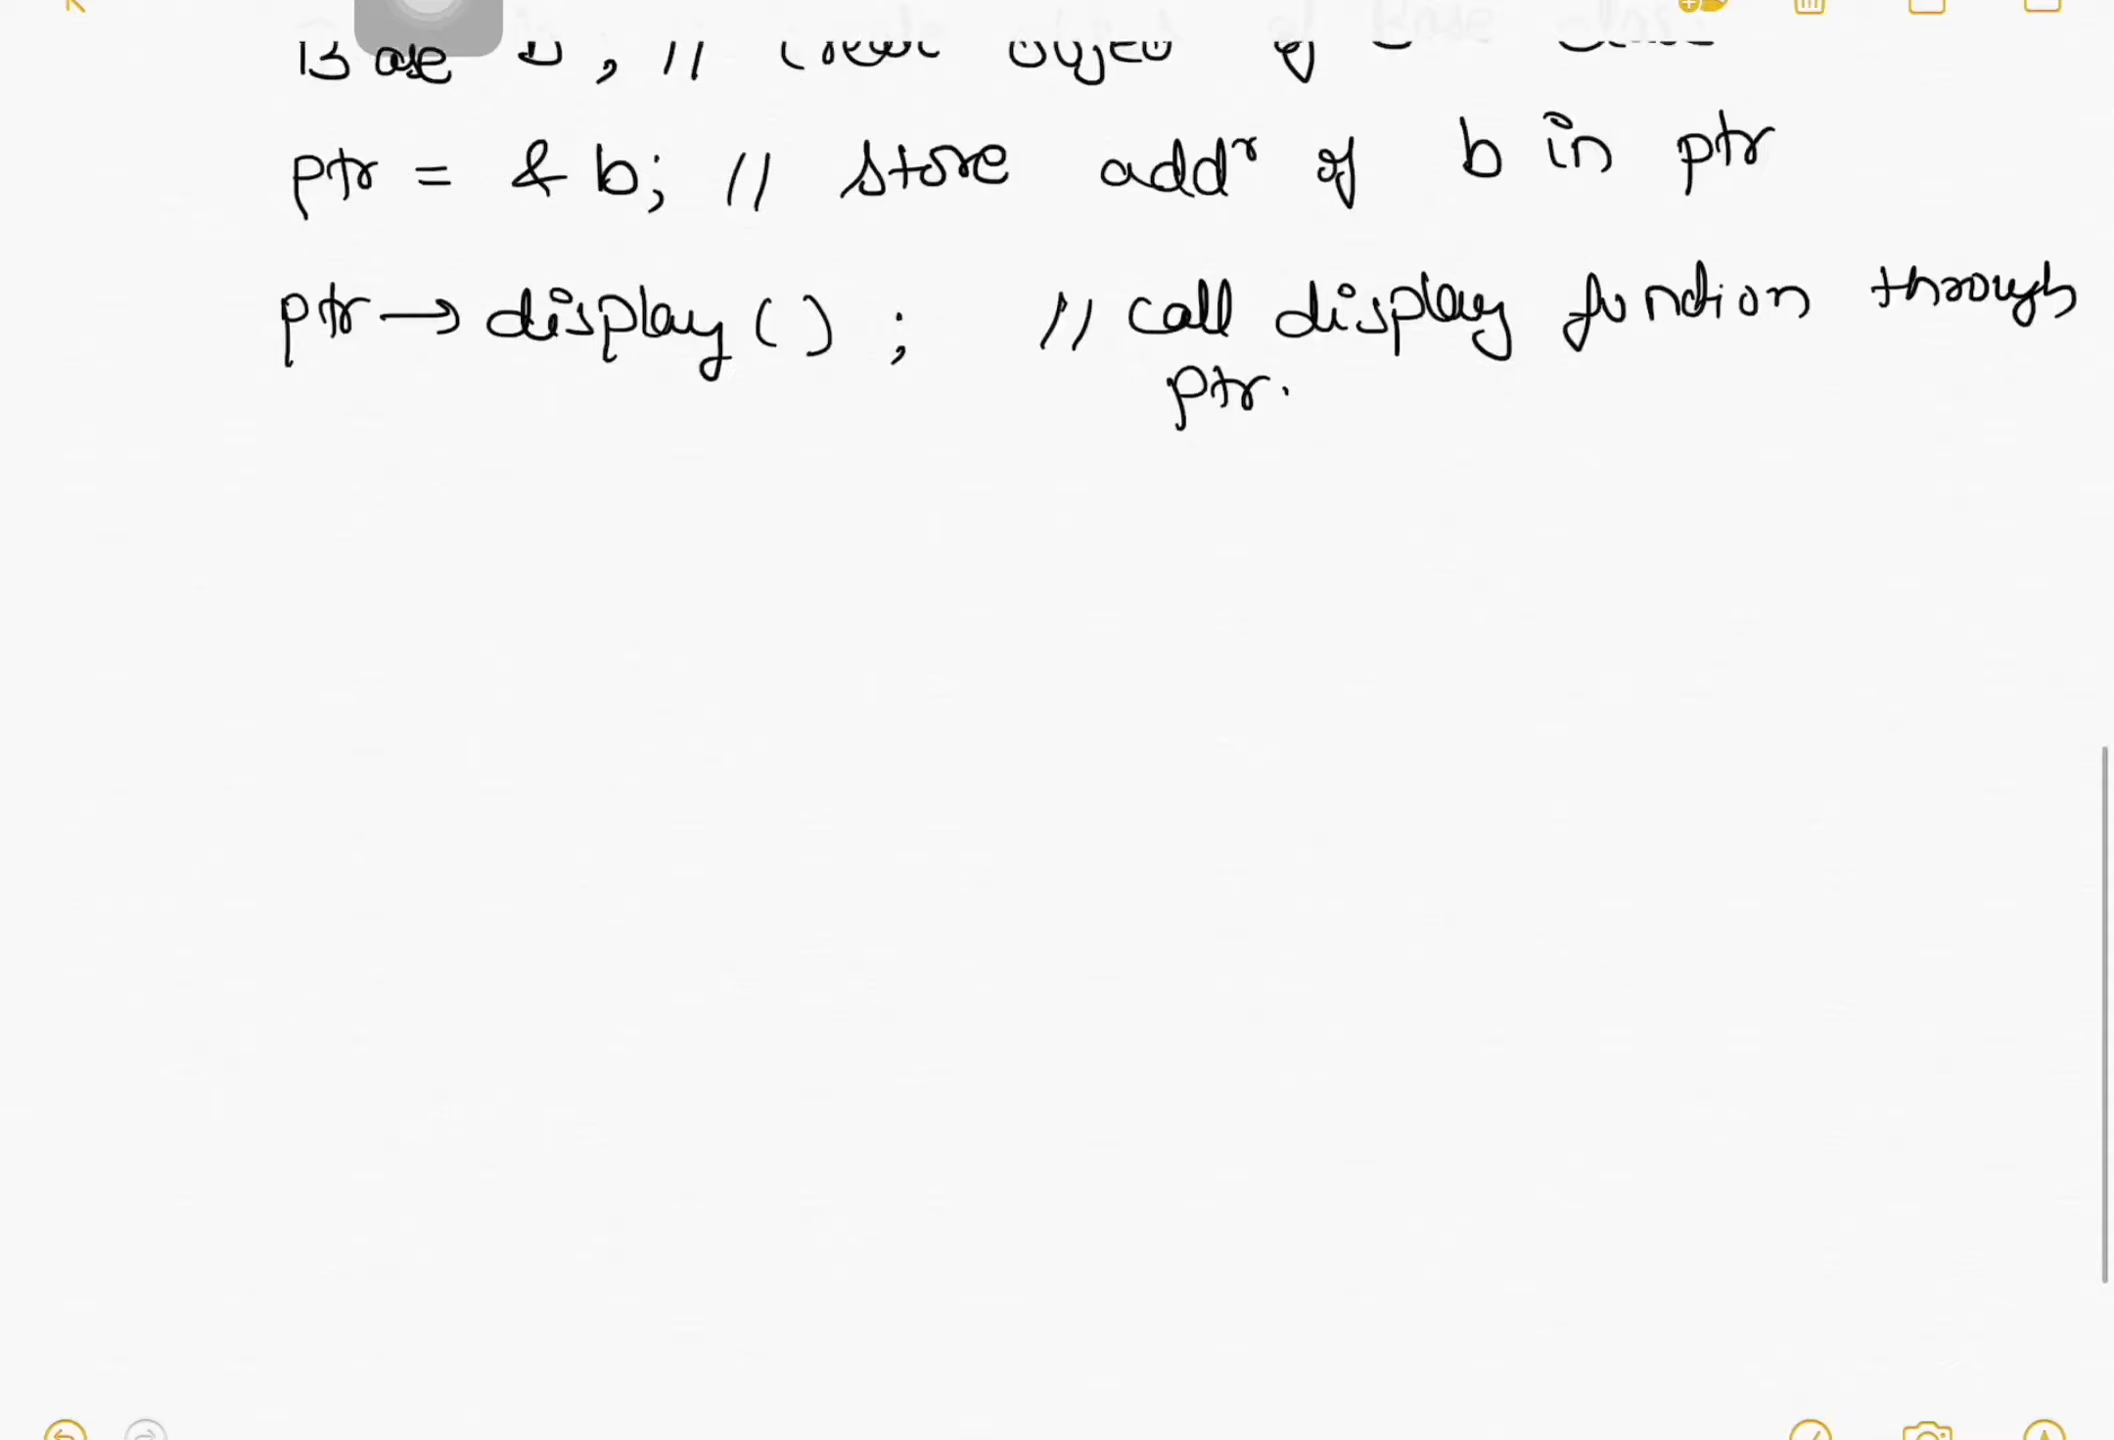 Base b; // create object of Base class
ptr = & b; // store addr of b in ptr
ptr → display ( ) ; // call display function through
ptr.